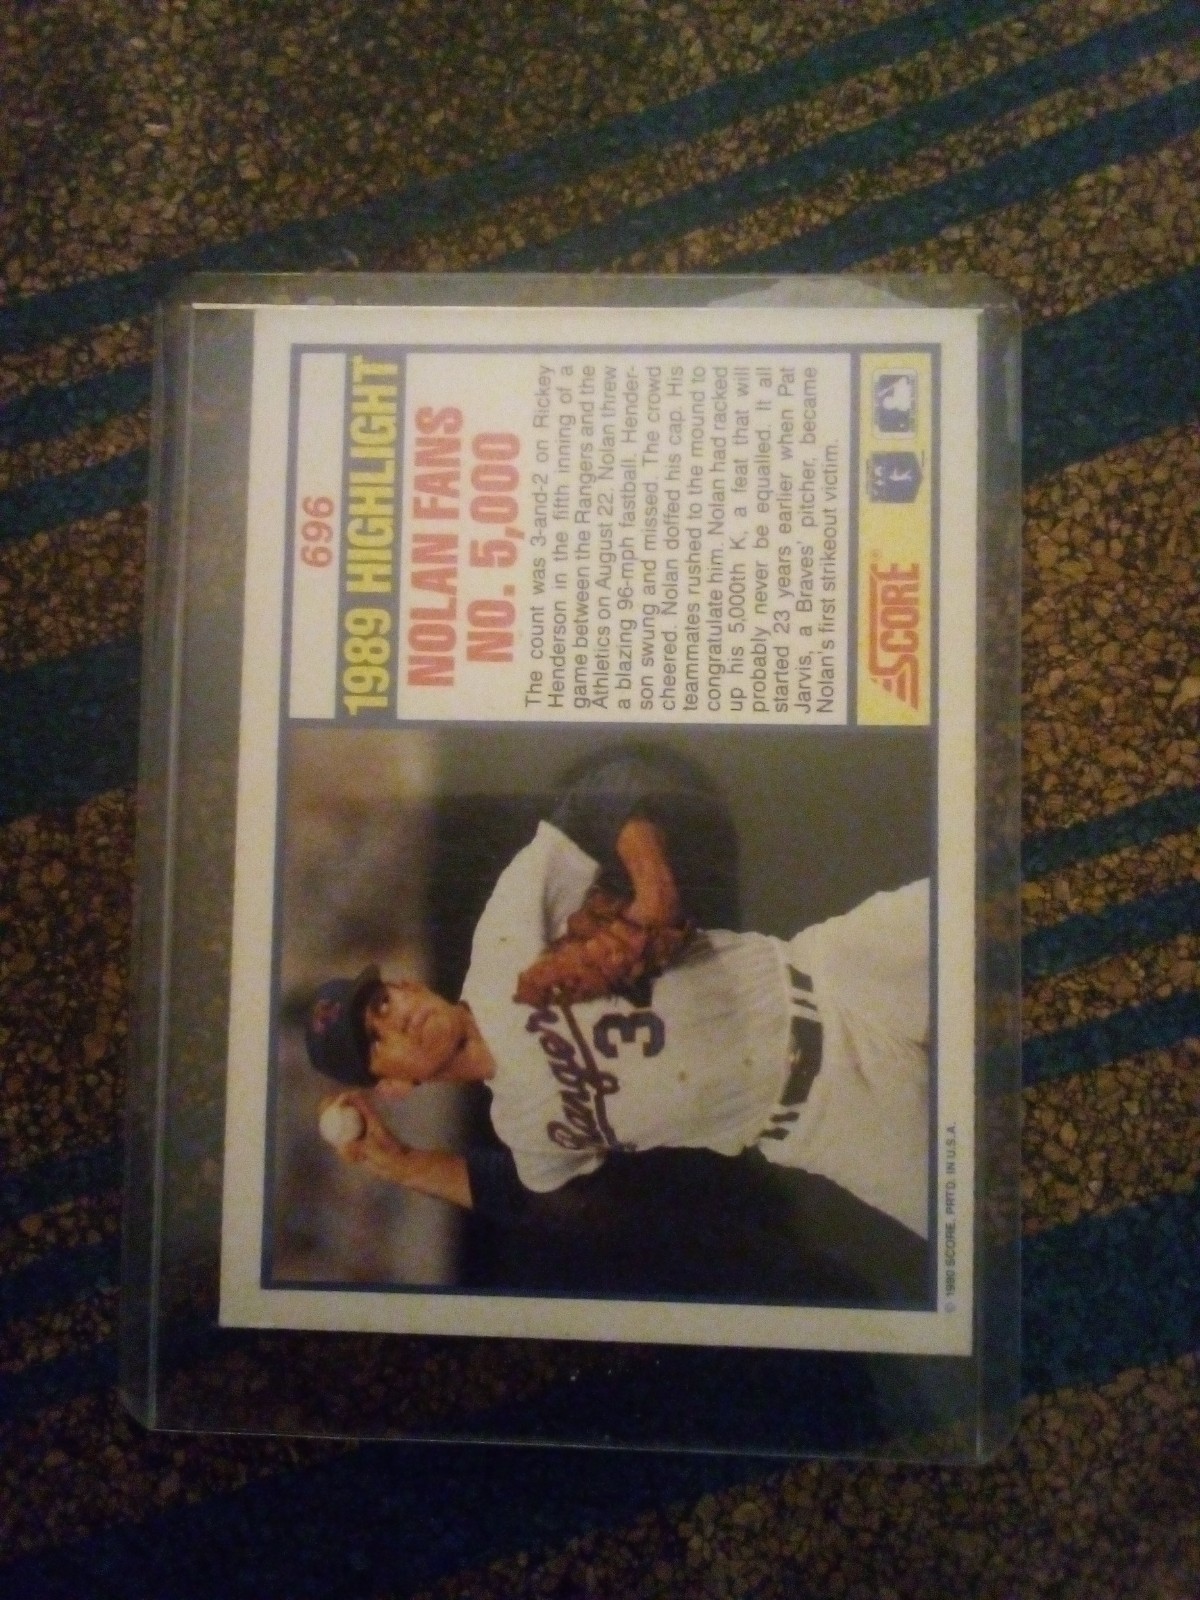 696
1989 HIGHLIGHT
NOLAN FANS
NO. 5,000
The count was 3-and-2 on Rickey
Henderson in the fifth inning of a
game between the Rangers and the
Athletics on August 22. Nolan threw
a blazing 96-mph fastball. Hender-
son swung and missed. The crowd
cheered. Nolan doffed his cap. His
teammates rushed to the mound to
congratulate him. Nolan had racked
up his 5,000th K, a feat that will
probably never be equalled. It all
started 23 years earlier when Pat
Jarvis, a Braves' pitcher, became
Nolan's first strikeout victim.
SCORE®
Ranger
3
© 1990 SCORE, PRTD. IN U.S.A.